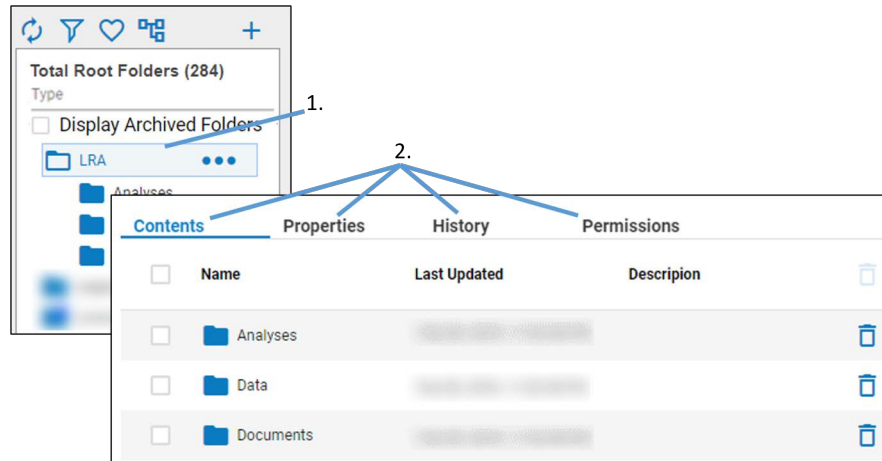 Total Root Folders (284)
Type
1.
Display Archived Folders
LRA
2.
Analyses
Contents Properties History Permissions
Name Last Updated Descripion
Analyses
Data
Documents